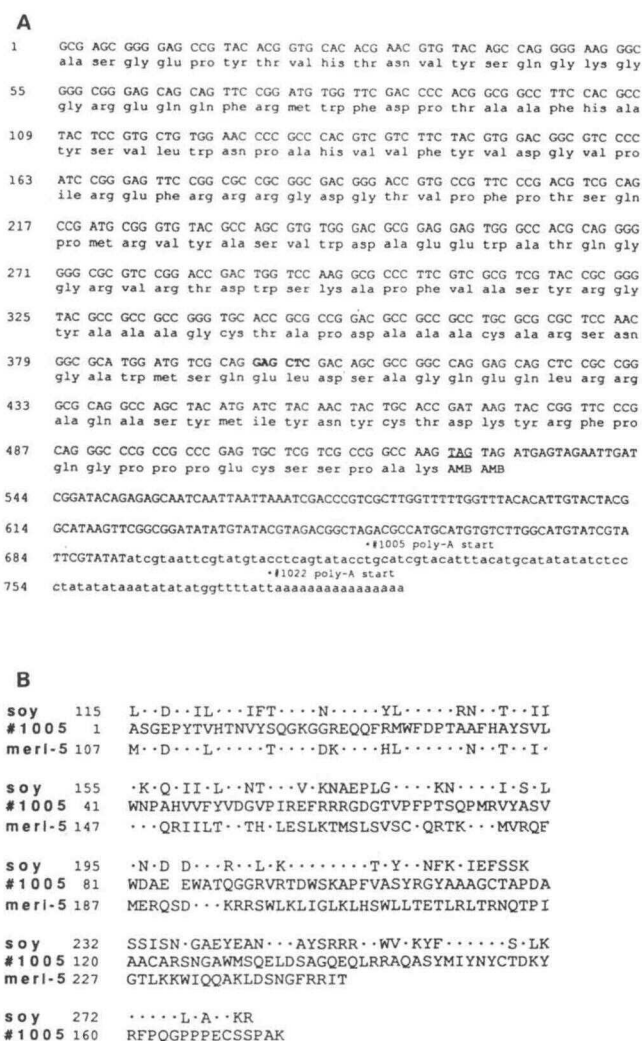 A
1 GCG AGC GGG GAG CCG TAC ACG GTG CAC ACG AAC GTG TAC AGC CAG GGG AAG GGC
ala ser gly glu pro tyr thr val his thr asn val tyr ser gln gly lys gly
55 GGG CGG GAG CAG CAG TTC CGG ATG TGG TTC GAC CCC ACG GCG GCC TTC CAC GCC
gly arg glu gln gln phe arg met trp phe asp pro thr ala ala phe his ala
109 TAC TCC GTG CTG TGG AAC CCC GCC CAC GTC GTC TTC TAC GTG GAC GGC GTC CCC
tyr ser val leu trp asn pro ala his val val phe tyr val asp gly val pro
163 ATC CGG GAG TTC CGG CGC CGC GGC GAC GGG ACC GTG CCG TTC CCG ACG TCG CAG
ile arg glu phe arg arg arg gly asp gly thr val pro phe pro thr ser gln
217 CCG ATG CGG GTG TAC GCC AGC GTG TGG GAC GCG GAG GAG TGG GCC ACG CAG GGG
pro met arg val tyr ala ser val trp asp ala glu glu trp ala thr gln gly
271 GGG CGC GTC CGG ACC GAC TGG TCC AAG GCG CCC TTC GTC GCG TCG TAC CGC GGG
gly arg val arg thr asp trp ser lys ala pro phe val ala ser tyr arg gly
325 TAC GCC GCC GCC GGG TGC ACC GCG CCG GAC GCC GCC GCC TGC GCG CGC TCC AAC
tyr ala ala ala gly cys thr ala pro asp ala ala ala cys ala arg ser asn
379 GGC GCA TGG ATG TCG CAG GAG CTC GAC AGC GCC GGC CAG GAG CAG CTC CGC CGG
gly ala trp met ser gln glu leu asp ser ala gly gln glu gln leu arg arg
433 GCG CAG GCC AGC TAC ATG ATC TAC AAC TAC TGC ACC GAT AAG TAC CGG TTC CCG
ala gln ala ser tyr met ile tyr asn tyr cys thr asp lys tyr arg phe pro
487 CAG GGC CCG CCG CCC GAG TGC TCG TCG CCG GCC AAG TAG TAG ATGAGTAGAATTGAT
gln gly pro pro pro glu cys ser ser pro ala lys AMB AMB
544 CGGATACAGAGAGCAATCAATTAATTAAATCGACCCGTCGCTTGGTTTTTGGTTTACACATTGTACTACG
614 GCATAAGTTCGGCGGATATATGTATACGTAGACGGCTAGACGCCATGCATGTGTCTTGGCATGTATCGTA
•#1005 poly-A start
684 TTCGTATATatcgtaattcgtatgtacctcagtatacctgcatcgtacatttacatgcatatatatctcc
•#1022 poly-A start
754 ctatatataaatatatatggttttattaaaaaaaaaaaaaaaa
B
soy 115 L··D··IL···IFT····N·····YL·····RN··T··II
#1005 1 ASGEPYTVHTNVYSQGKGGREQQFRMWFDPTAAFHAYSVL
meri-5 107 M··D···L·····T····DK····HL······N··T··I·
soy 155 ·K·Q·II·L··NT···V·KNAEPLG····KN····I·S·L
#1005 41 WNPAHVVFYVDGVPIREFRRRGDGTVPFPTSQPMRVYASV
meri-5 147 ···QRIILT··TH·LESLKTMSLSVSC·QRTK···MVRQF
soy 195 ·N·D D···R··L·K········T·Y··NFK·IEFSSK
#1005 81 WDAE EWATQGGRVRTDWSKAPFVASYRGYAAAGCTAPDA
meri-5 187 MERQSD···KRRSWLKLIGLKLHSWLLTETLRLTRNQTPI
soy 232 SSISN·GAEYEAN···AYSRRR··WV·KYF······S·LK
#1005 120 AACARSNGAWMSQELDSAGQEQLRRAQASYMIYNYCTDKY
meri-5 227 GTLKKWIQQAKLDSNGFRRIT
soy 272 ·····L·A··KR
#1005 160 RFPQGPPPECSSPAK